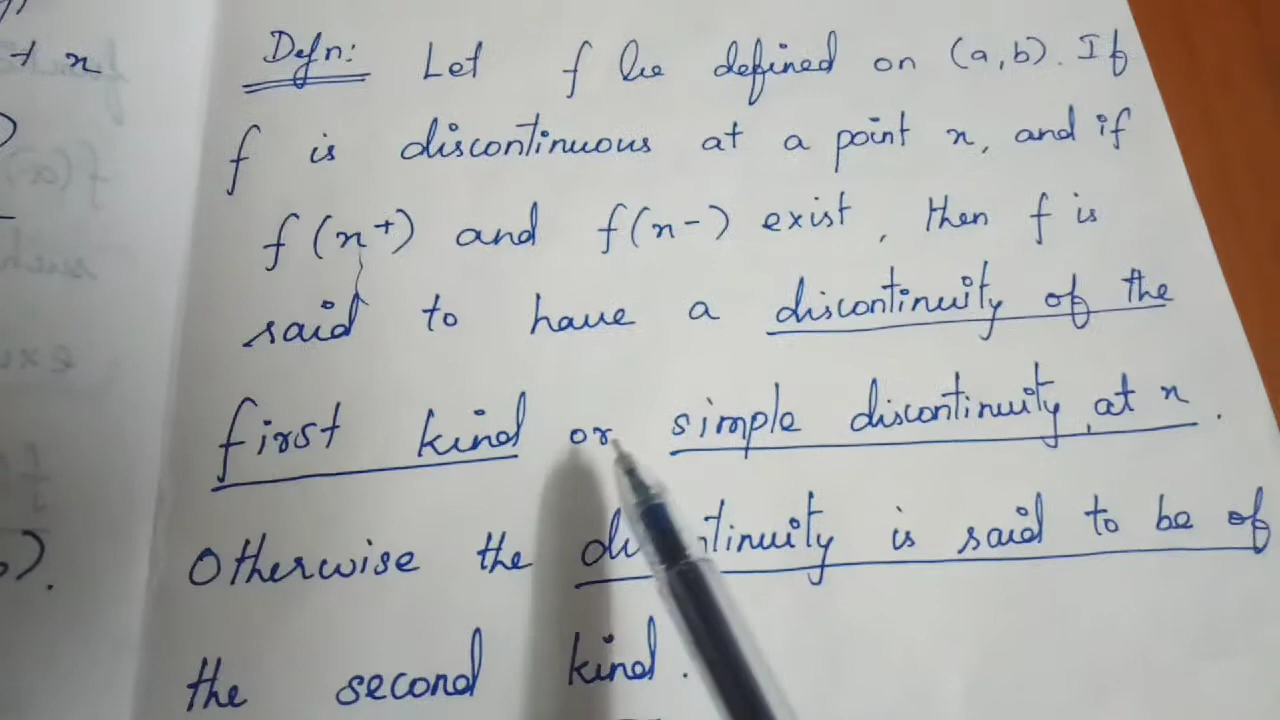 Defn: Let f be defined on (a,b). If
f is discontinuous at a point x, and if
f(x+) and f(x-) exist, then f is
said to have a discontinuity of the
first kind or simple discontinuity at x.
Otherwise the is said to be of
the second kind.